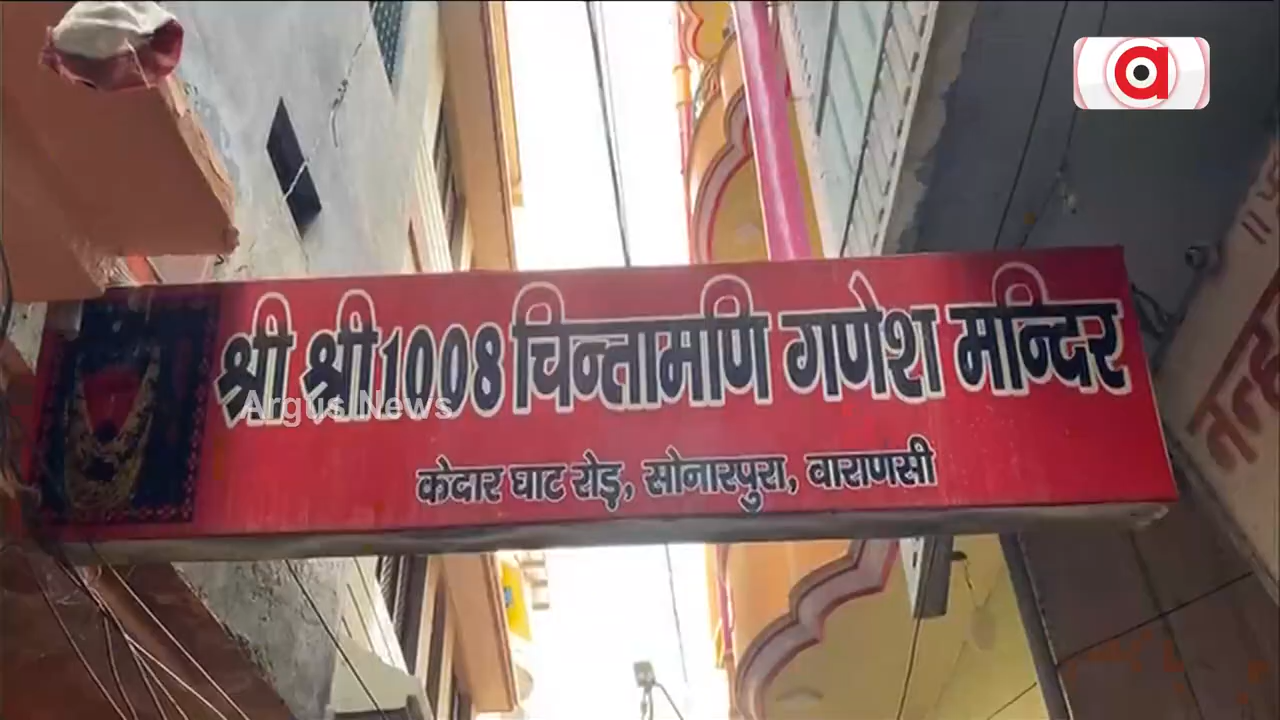 श्री श्री 1008 चिन्तामणि गणेश मन्दिर
केदार घाट रोड़, सोनारपुरा, वाराणसी
Argus News
a